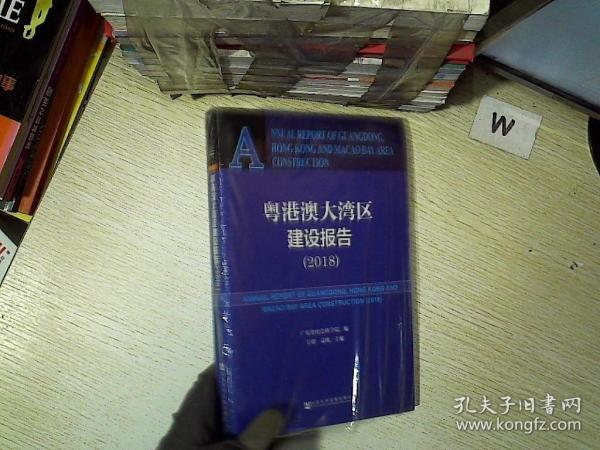 ANNUAL REPORT OF GUANGDONG,
HONG KONG AND MACAO BAY AREA
CONSTRUCTION
粤港澳大湾区
建设报告
(2018)
ANNUAL REPORT OF GUANGDONG, HONG KONG AND
MACAO BAY AREA CONSTRUCTION (2018)
W
孔夫子旧书网
www.kongfz.com